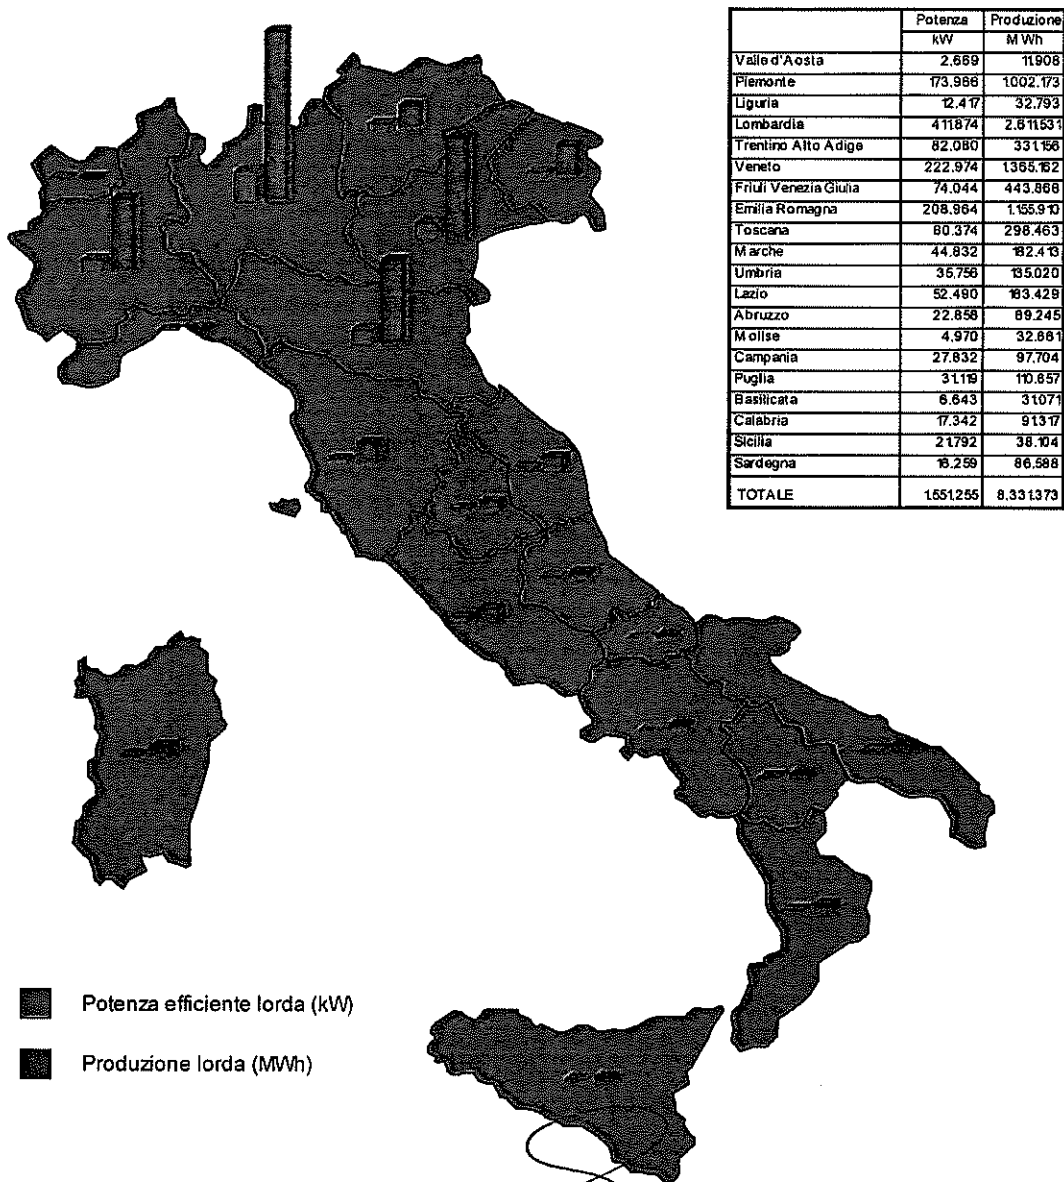 Potenza Produzione
kW MWh
Valle d'Aosta 2.669 11.908
Piemonte 173.986 1.002.173
Liguria 12.417 32.793
Lombardia 411.874 2.611.531
Trentino Alto Adige 82.080 331.156
Veneto 222.974 1.365.162
Friuli Venezia Giulia 74.044 443.866
Emilia Romagna 208.964 1.155.910
Toscana 80.374 298.463
Marche 44.832 182.413
Umbria 35.756 135.020
Lazio 52.490 183.429
Abruzzo 22.858 89.245
Molise 4.970 32.861
Campania 27.832 97.704
Puglia 31.119 110.857
Basilicata 6.643 31.071
Calabria 17.342 91.317
Sicilia 21.792 38.104
Sardegna 16.259 86.588
TOTALE 1.551.255 8.331.373
Potenza efficiente lorda (kW)
Produzione lorda (MWh)